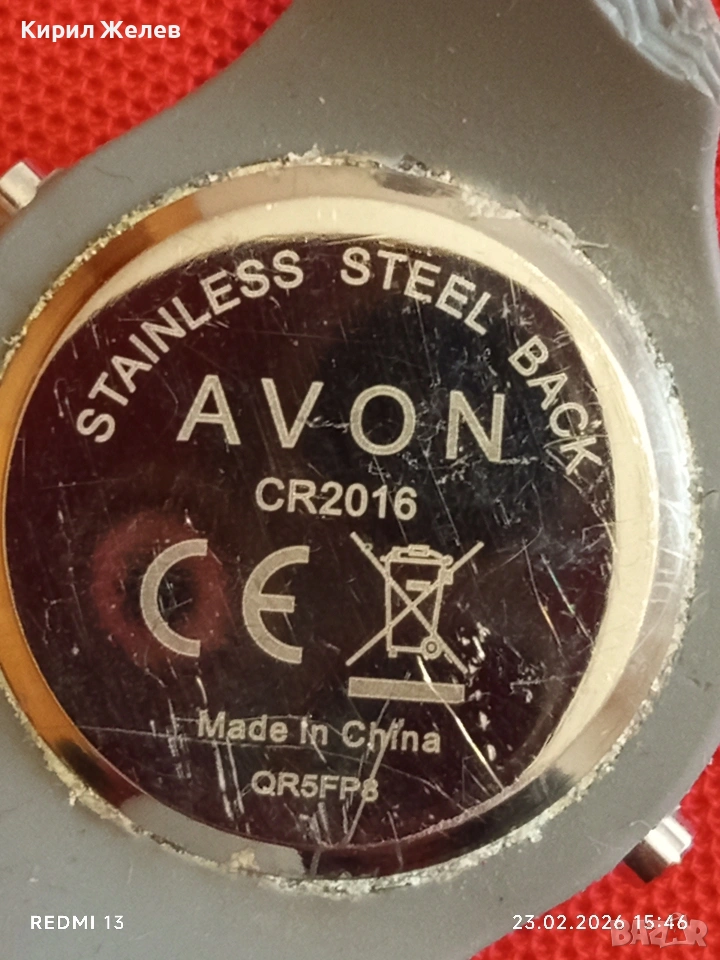 Кирил Желев
STAINLESS STEEL BACK
AVON
CR2016
CE
Made in China
QR5FP8
REDMI 13
23.02.2026 15:46
BAZAR